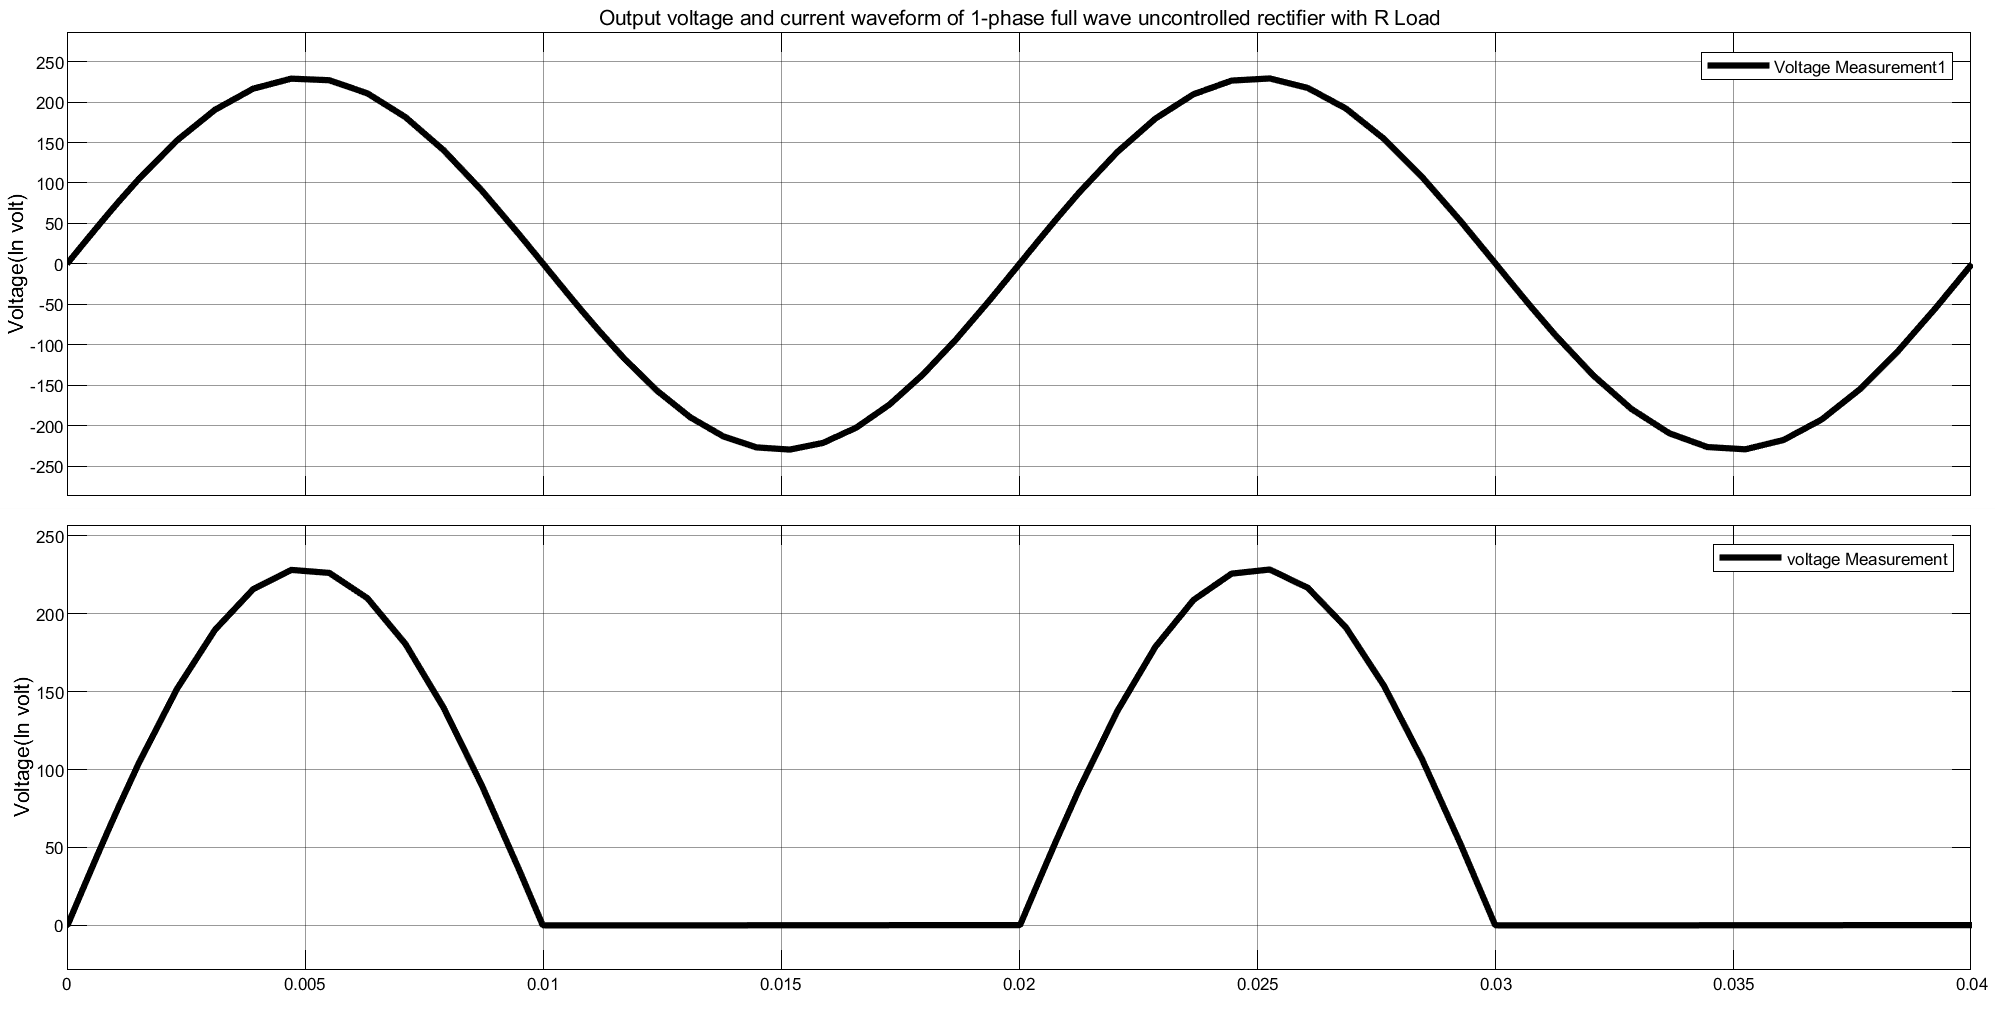 Output voltage and current waveform of 1-phase full wave uncontrolled rectifier with R Load
Voltage(In volt)
250
200
150
100
50
0
-50
-100
-150
-200
-250
Voltage Measurement1
Voltage(In volt)
250
200
150
100
50
0
voltage Measurement
0 0.005 0.01 0.015 0.02 0.025 0.03 0.035 0.04